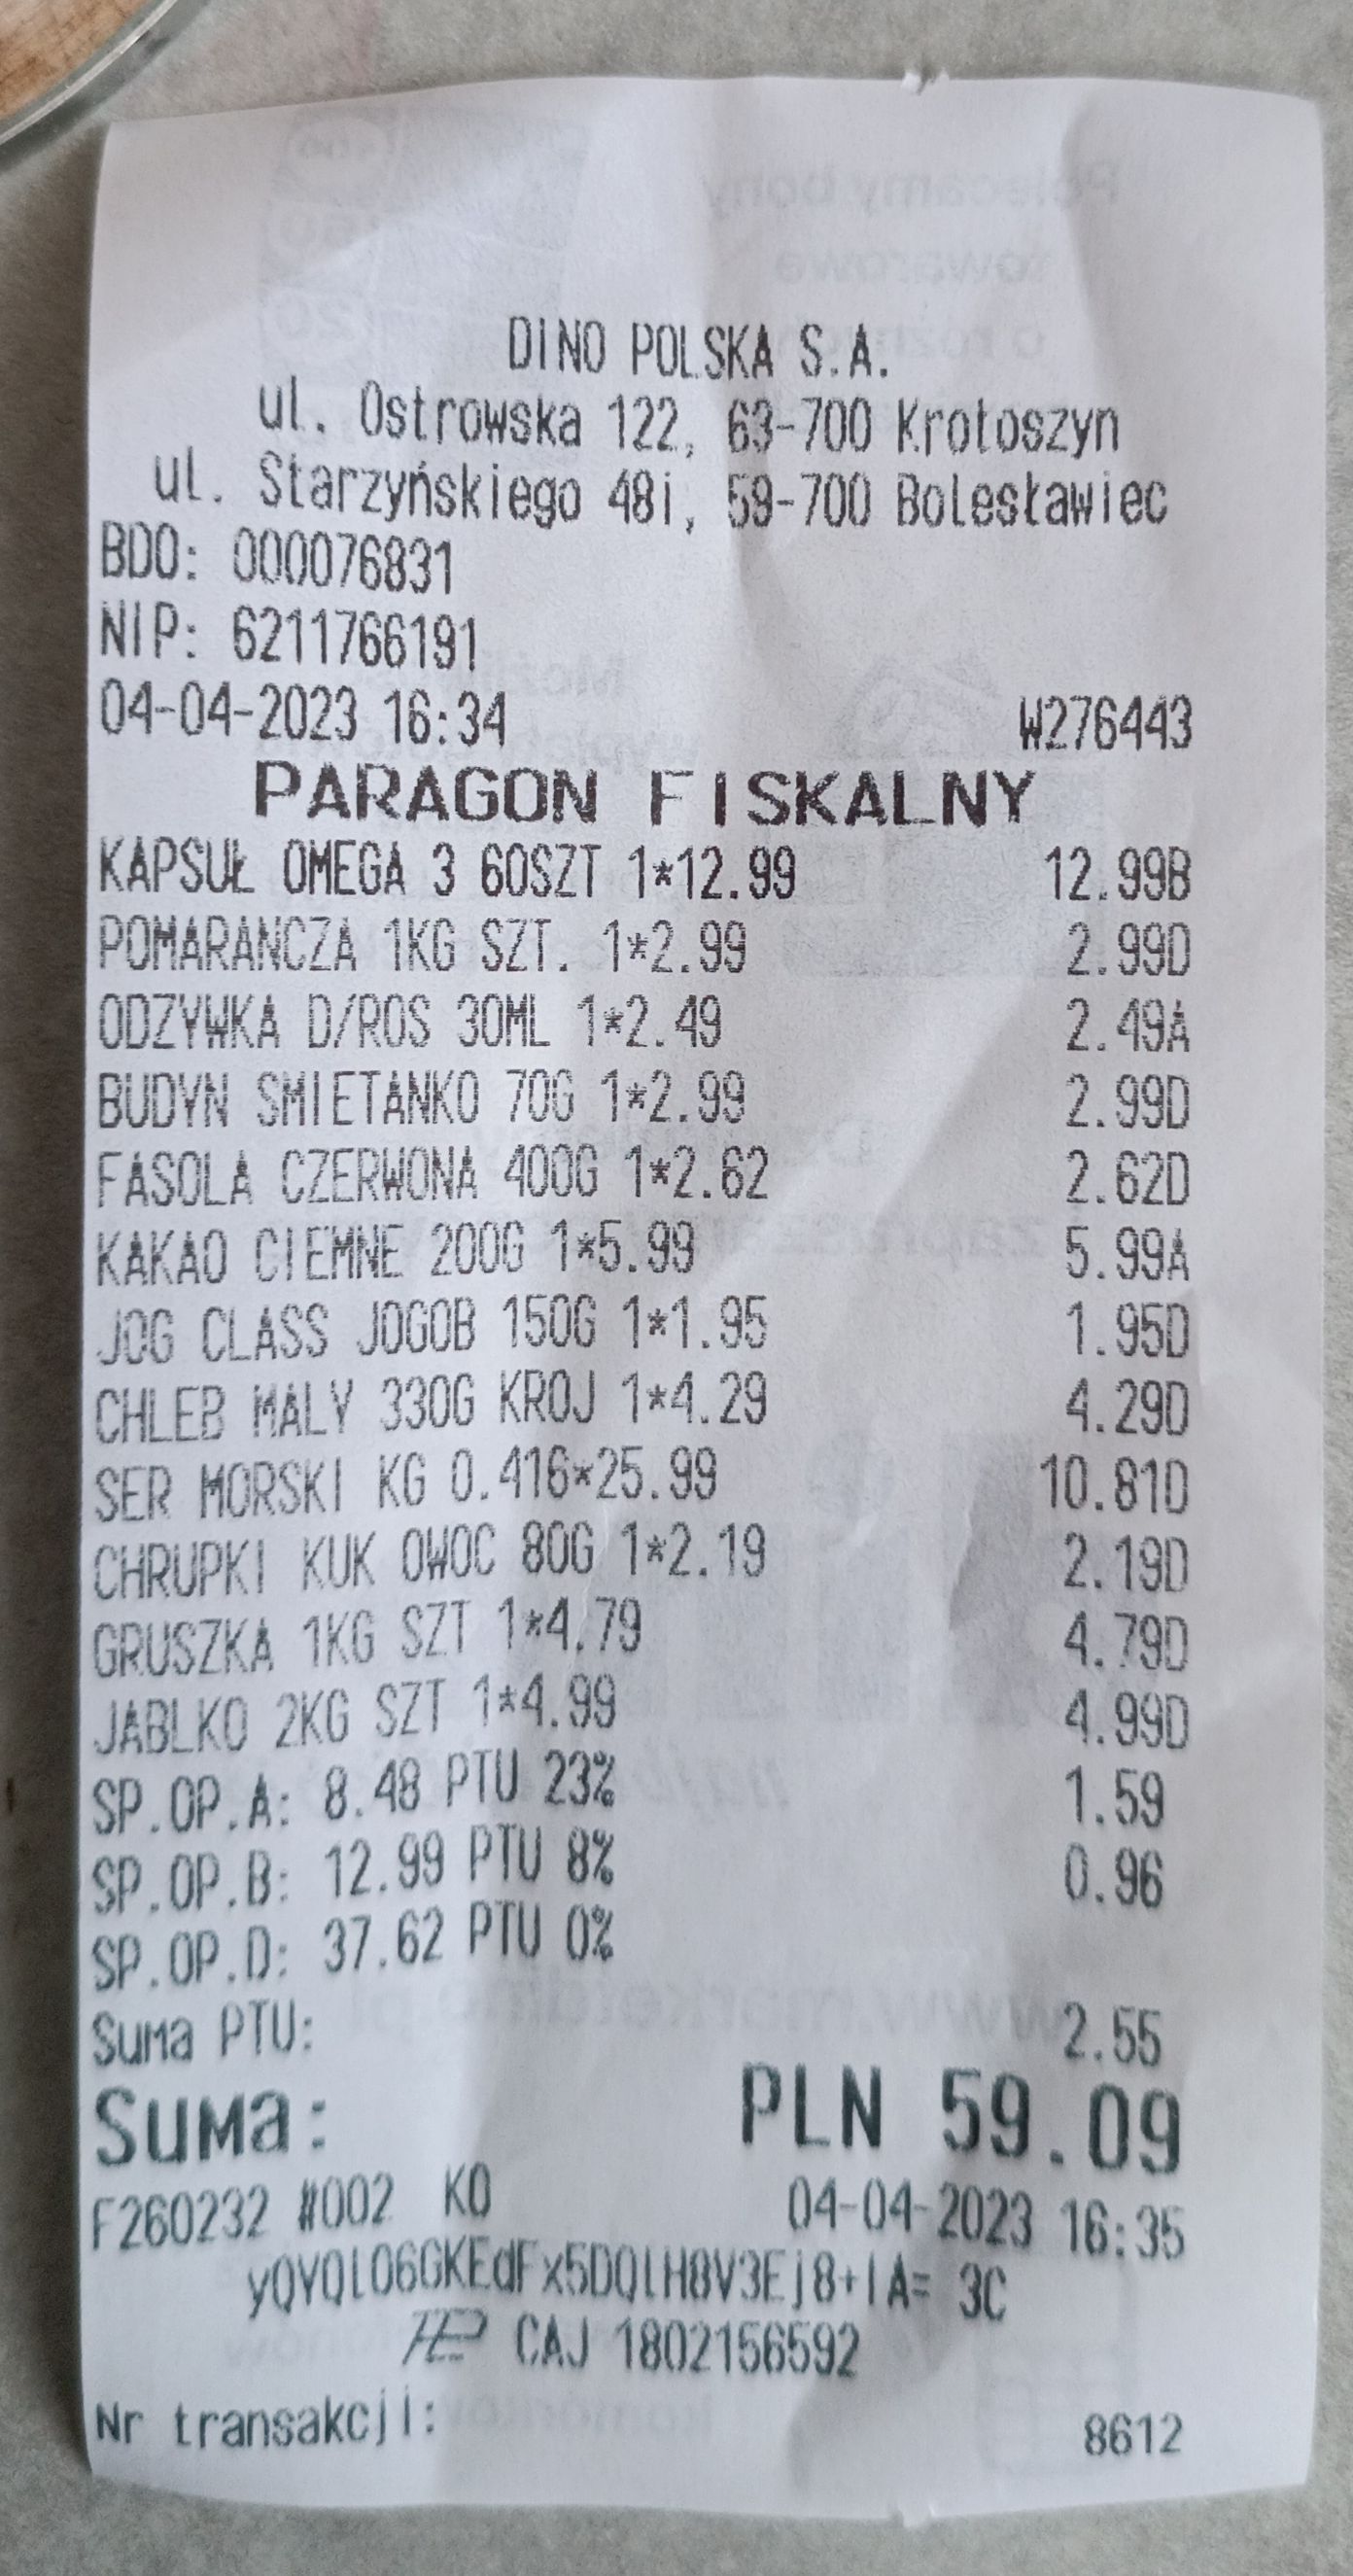 DINO POLSKA S.A.
ul. Ostrowska 122, 63-700 Krotoszyn
ul. Starzyńskiego 48i, 59-700 Bolesławiec
BDO: 000076831
NIP: 6211766191
04-04-2023 16:34 W276443
PARAGON FISKALNY
KAPSUŁ OMEGA 3 60SZT 1*12.99 12.99B
POMARANCZA 1KG SZT. 1*2.99 2.99D
ODZYWKA D/ROS 30ML 1*2.49 2.49A
BUDYN SMIETANKO 70G 1*2.99 2.99D
FASOLA CZERWONA 400G 1*2.62 2.62D
KAKAO CIEMNE 200G 1*5.99 5.99A
JOG CLASS JOGOB 150G 1*1.95 1.95D
CHLEB MALY 330G KROJ 1*4.29 4.29D
SER MORSKI KG 0.416*25.99 10.81D
CHRUPKI KUK OWOC 80G 1*2.19 2.19D
GRUSZKA 1KG SZT 1*4.79 4.79D
JABLKO 2KG SZT 1*4.99 4.99D
SP.OP.A: 8.48 PTU 23% 1.59
SP.OP.B: 12.99 PTU 8% 0.96
SP.OP.D: 37.62 PTU 0%
Suma PTU: 2.55
Suma: PLN 59.09
F260232 #002 KO 04-04-2023 16:35
3C
CAJ 1802156592
Nr transakcji: 8612